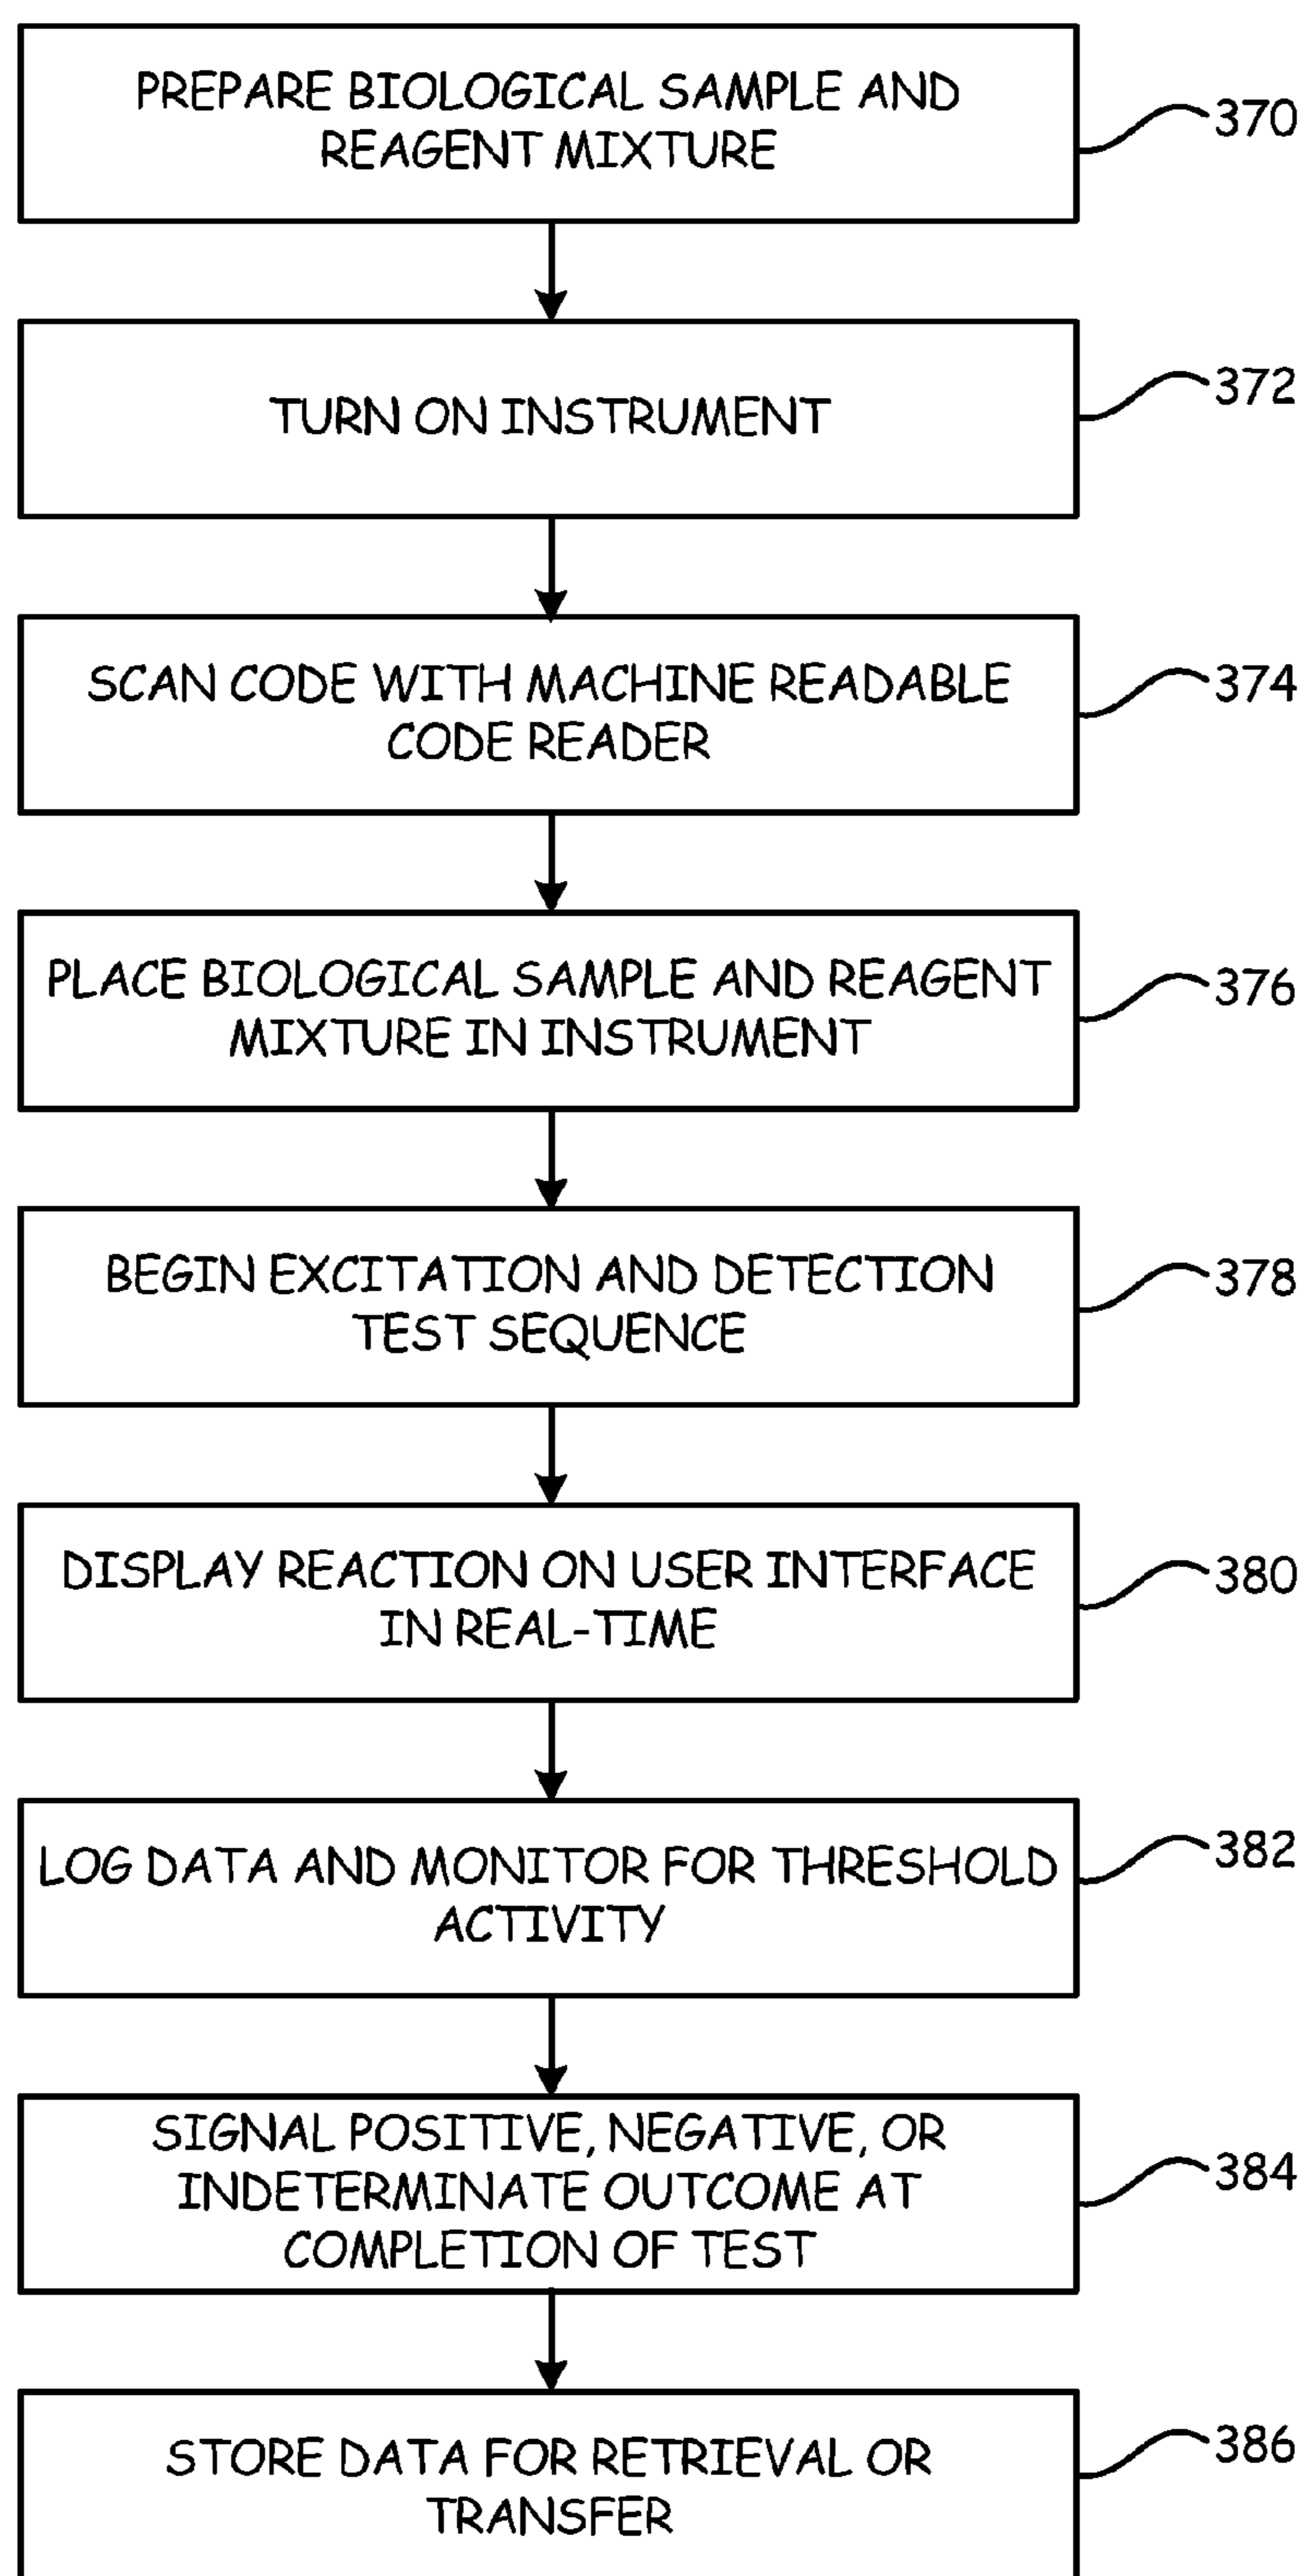 PREPARE BIOLOGICAL SAMPLE AND
REAGENT MIXTURE
370
TURN ON INSTRUMENT
372
SCAN CODE WITH MACHINE READABLE
CODE READER
374
PLACE BIOLOGICAL SAMPLE AND REAGENT
MIXTURE IN INSTRUMENT
376
BEGIN EXCITATION AND DETECTION
TEST SEQUENCE
378
DISPLAY REACTION ON USER INTERFACE
IN REAL-TIME
380
LOG DATA AND MONITOR FOR THRESHOLD
ACTIVITY
382
SIGNAL POSITIVE, NEGATIVE, OR
INDETERMINATE OUTCOME AT
COMPLETION OF TEST
384
STORE DATA FOR RETRIEVAL OR
TRANSFER
386